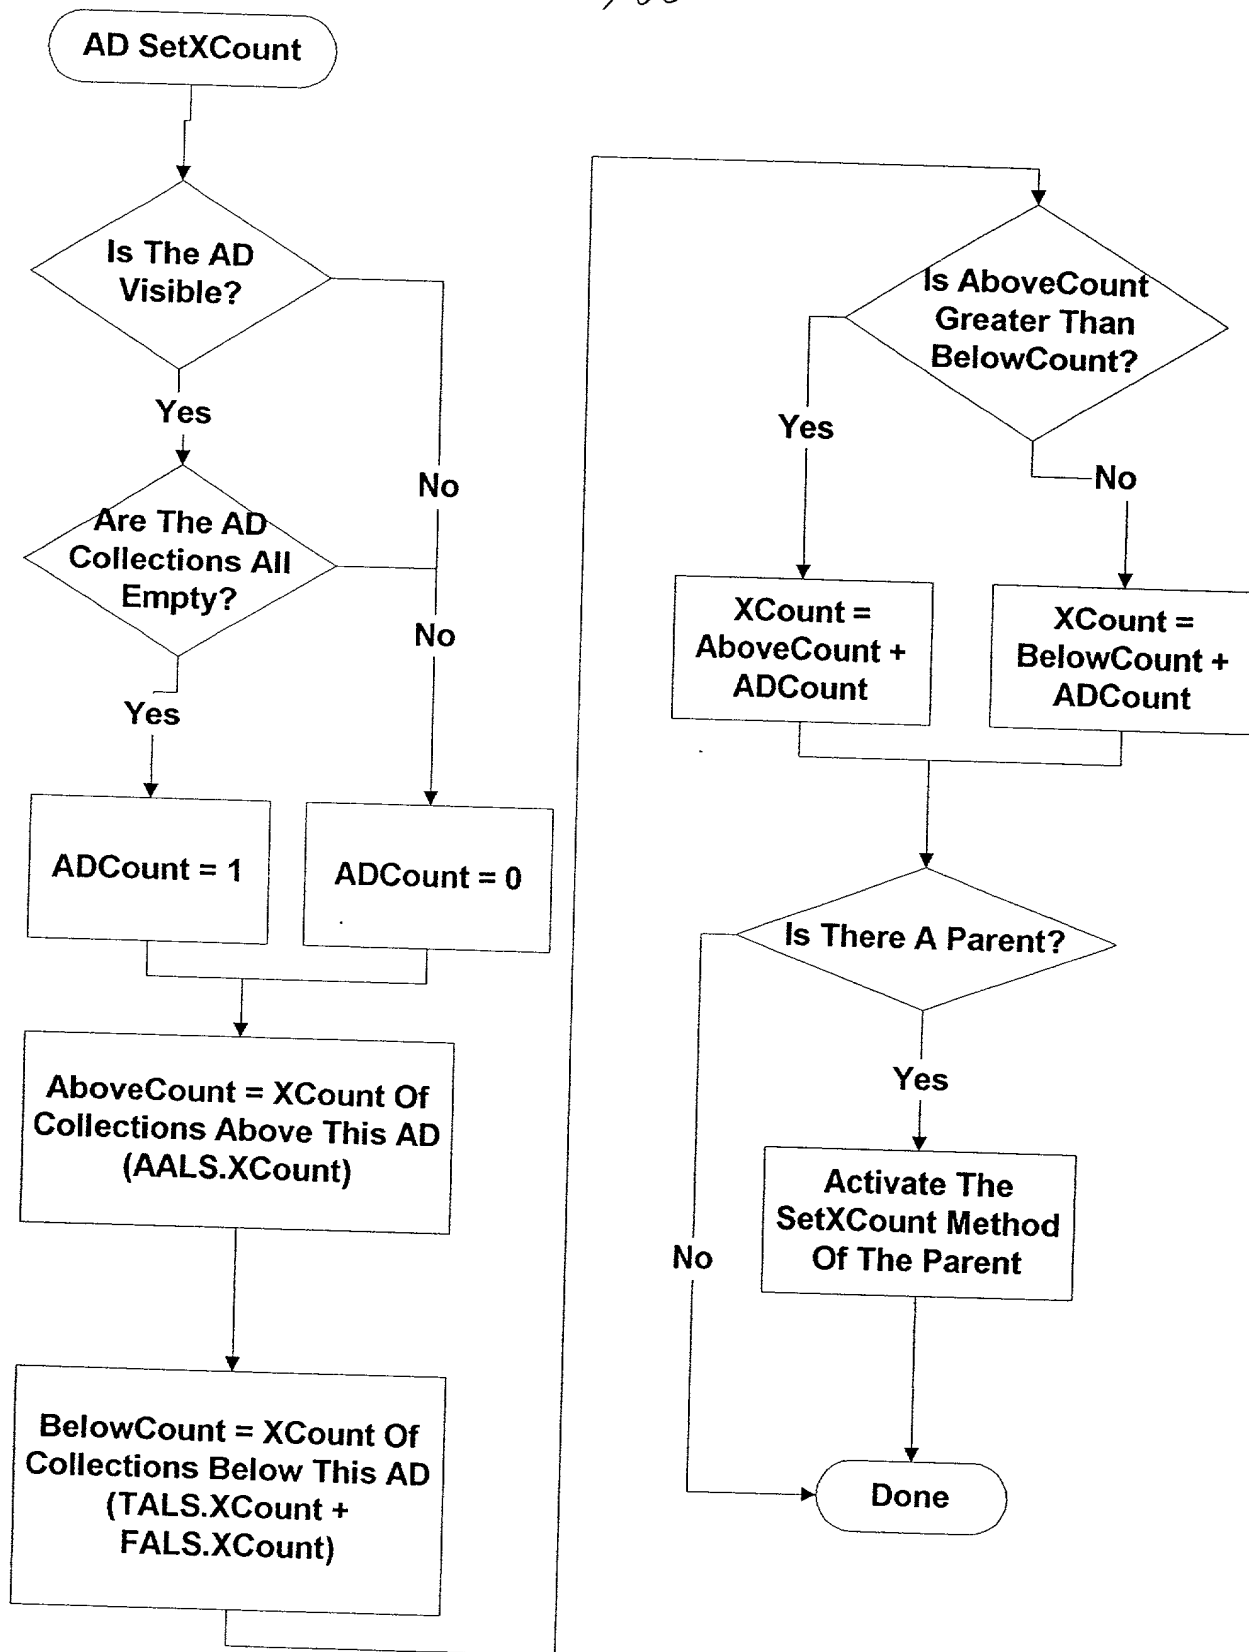 AD SetXCount
Is The AD
Visible?
Yes
No
Are The AD
Collections All
Empty?
No
Yes
ADCount = 1
ADCount = 0
AboveCount = XCount Of
Collections Above This AD
(AALS.XCount)
BelowCount = XCount Of
Collections Below This AD
(TALS.XCount +
FALS.XCount)
Is AboveCount
Greater Than
BelowCount?
Yes
No
XCount =
AboveCount +
ADCount
XCount =
BelowCount +
ADCount
Is There A Parent?
Yes
Activate The
SetXCount Method
Of The Parent
No
Done